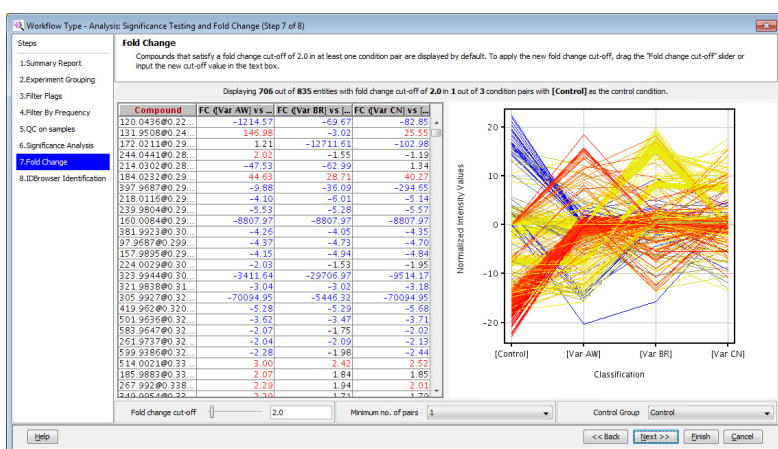 Workflow Type - Analysis: Significance Testing and Fold Change (Step 7 of 8)
Steps
1.Summary Report
2.Experiment Grouping
3.Filter Flags
4.Filter By Frequency
5.QC on samples
6.Significance Analysis
7.Fold Change
8.IDBrowser Identification
Fold Change
Compounds that satisfy a fold change cut-off of 2.0 in at least one condition pair are displayed by default. To apply the new fold change cut-off, drag the "Fold change cut-off" slider or
input the new cut-off value in the text box.
Displaying 706 out of 835 entities with fold change cut-off of 2.0 in 1 out of 3 condition pairs with [Control] as the control condition.
Compound FC ([Var AW] vs ... FC ([Var BR] vs [... FC ([Var CN] vs [...
120.0436@0.22... -1214.57 -69.67 -82.85
131.9508@0.24... 146.98 -3.02 25.55
172.0211@0.29... 1.21 -12711.61 -102.98
244.0441@0.28... 2.02 -1.55 -1.19
214.0302@0.28... -47.53 -62.99 1.34
184.0232@0.29... 44.63 28.71 40.27
397.9687@0.29... -9.88 -36.09 -294.65
218.0116@0.29... -4.10 -6.01 -5.14
239.9804@0.29... -5.53 -5.28 -5.57
160.0084@0.29... -8807.97 -8807.97 -8807.97
381.9923@0.30... -4.26 -4.05 -4.35
97.9687@0.299... -4.37 -4.73 -4.70
157.9895@0.29... -4.15 -4.94 -4.84
224.0029@0.30... -2.03 -1.53 -1.95
323.9944@0.30... -3411.64 -29706.97 -9514.17
321.9838@0.31... -3.04 -3.02 -3.18
305.9927@0.32... -70094.95 -5446.32 -70094.95
419.962@0.320... -5.28 -5.29 -5.68
501.9636@0.32... -3.62 -3.47 -3.71
583.9647@0.32... -2.07 -1.75 -2.02
261.9737@0.32... -2.04 -2.09 -2.13
599.9386@0.32... -2.28 -1.98 -2.44
514.0021@0.33... 3.00 2.42 2.52
185.9883@0.33... 2.07 1.84 1.85
267.992@0.338... 2.29 1.94 2.01
Normalized Intensity Values
20
10
0
-10
-20
[Control] [Var AW] [Var BR] [Var CN]
Classification
Fold change cut-off 2.0 Minimum no. of pairs 1 Control Group Control
Help << Back Next >> Finish Cancel